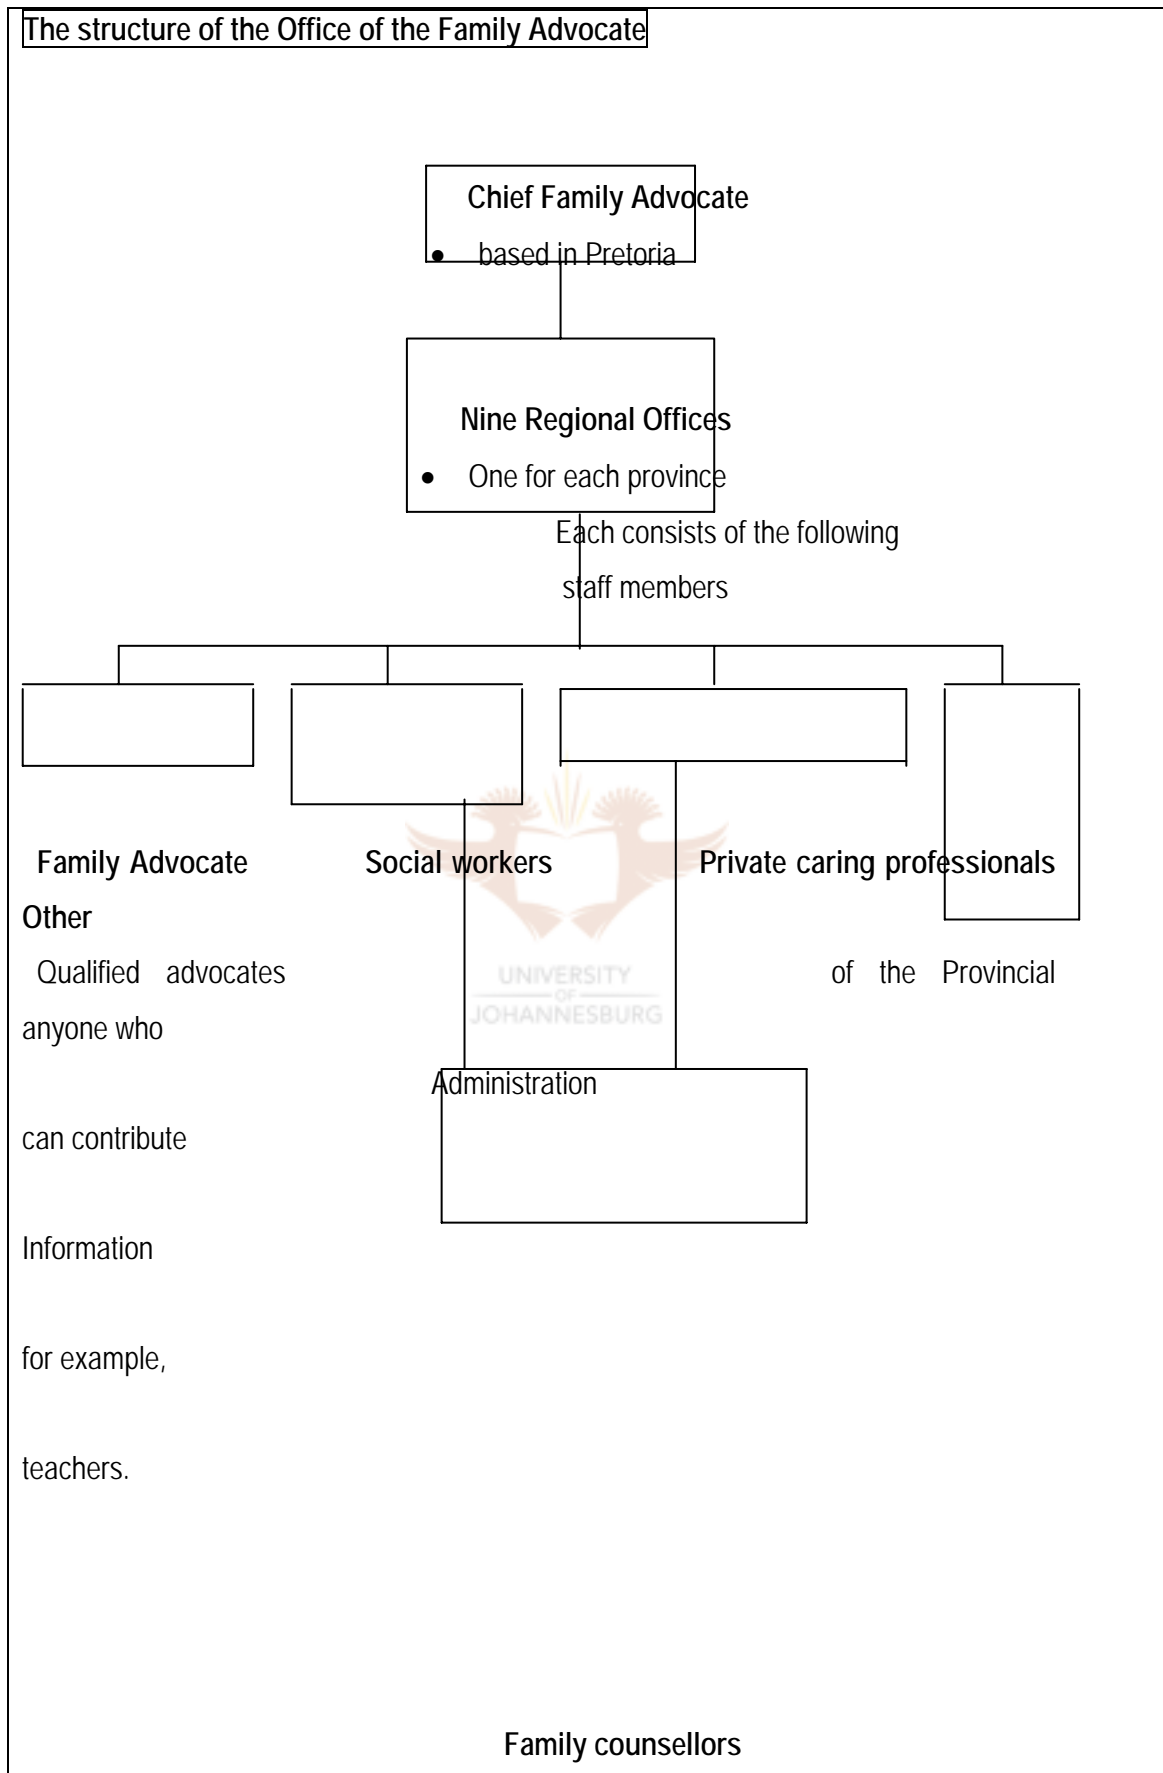 The structure of the Office of the Family Advocate
Chief Family Advocate
• based in Pretoria
Nine Regional Offices
• One for each province
Each consists of the following
staff members
Family Advocate Social workers Private caring professionals
Other
Qualified advocates of the Provincial
anyone who
UNIVERSITY
OF
JOHANNESBURG
Administration
can contribute
Information
for example,
teachers.
Family counsellors